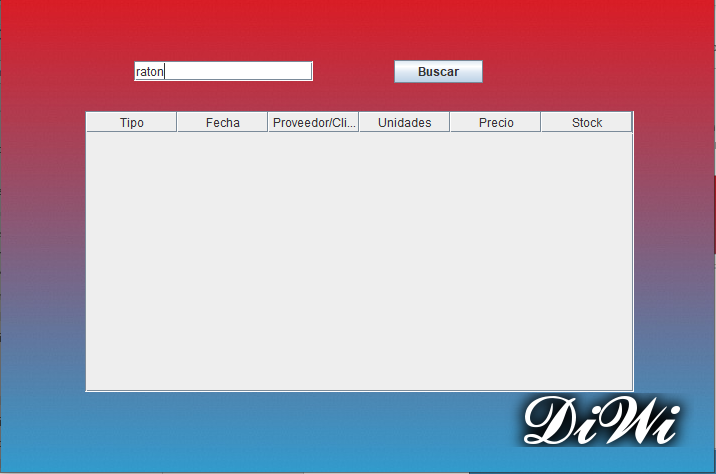 raton Buscar
Tipo Fecha Proveedor/Cli... Unidades Precio Stock
DiWi